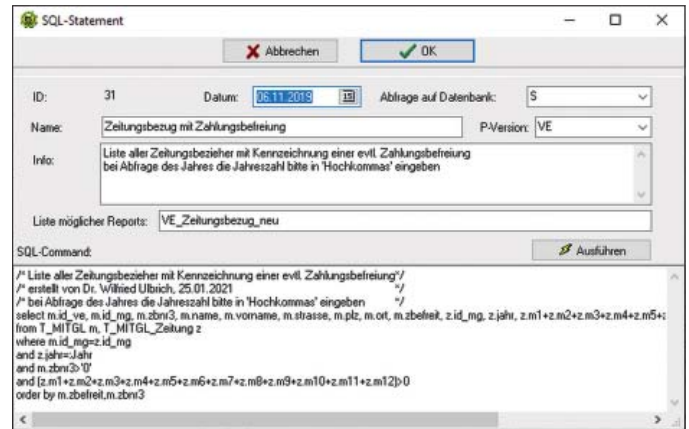 SQL-Statement
Abbrechen
OK
ID: 31 Datum: 06.11.2019 15 Abfrage auf Datenbank: S
Name: Zeitungsbezug mit Zahlungsbefreiung P-Version: VE
Info: Liste aller Zeitungsbezieher mit Kennzeichnung einer evtl. Zahlungsbefreiung
bei Abfrage des Jahres die Jahreszahl bitte in 'Hochkommas' eingeben
Liste möglicher Reports: VE_Zeitungsbezug_neu
SQL-Command: Ausführen
/* Liste aller Zeitungsbezieher mit Kennzeichnung einer evtl. Zahlungsbefreiung*/
/* erstellt von Dr. Wilfried Ulbrich, 25.01.2021 */
/* bei Abfrage des Jahres die Jahreszahl bitte in 'Hochkommas' eingeben */
select m.id_ve, m.id_mg, m.zbnr3, m.name, m.vorname, m.strasse, m.plz, m.ort, m.zbefreit, z.id_mg, z.jahr, z.m1+z.m2+z.m3+z.m4+z.m5+z
from T_MITGL m, T_MITGL_Zeitung z
where m.id_mg=z.id_mg
and z.jahr=:Jahr
and m.zbnr3>'0'
and (z.m1+z.m2+z.m3+z.m4+z.m5+z.m6+z.m7+z.m8+z.m9+z.m10+z.m11+z.m12)>0
order by m.zbefreit,m.zbnr3